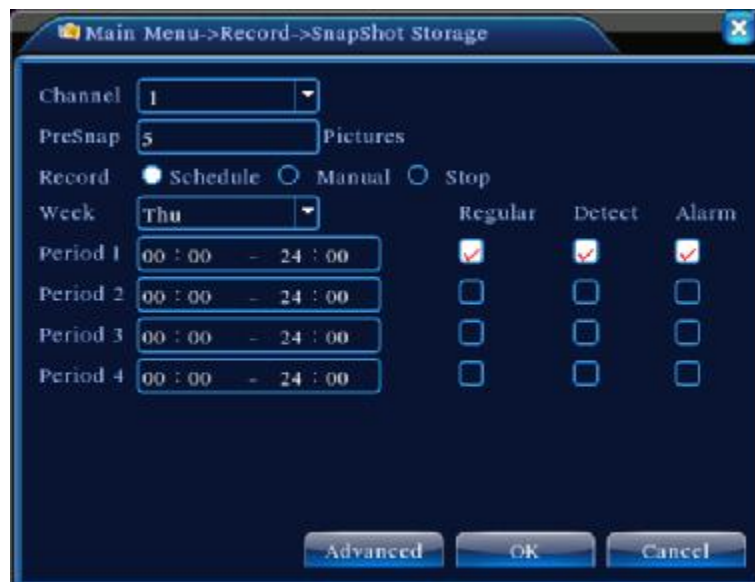 Main Menu->Record->SnapShot Storage
Channel 1
PreSnap 5 Pictures
Record Schedule Manual Stop
Week Thu Regular Detect Alarm
Period 1 00 : 00 - 24 : 00
Period 2 00 : 00 - 24 : 00
Period 3 00 : 00 - 24 : 00
Period 4 00 : 00 - 24 : 00
Advanced OK Cancel